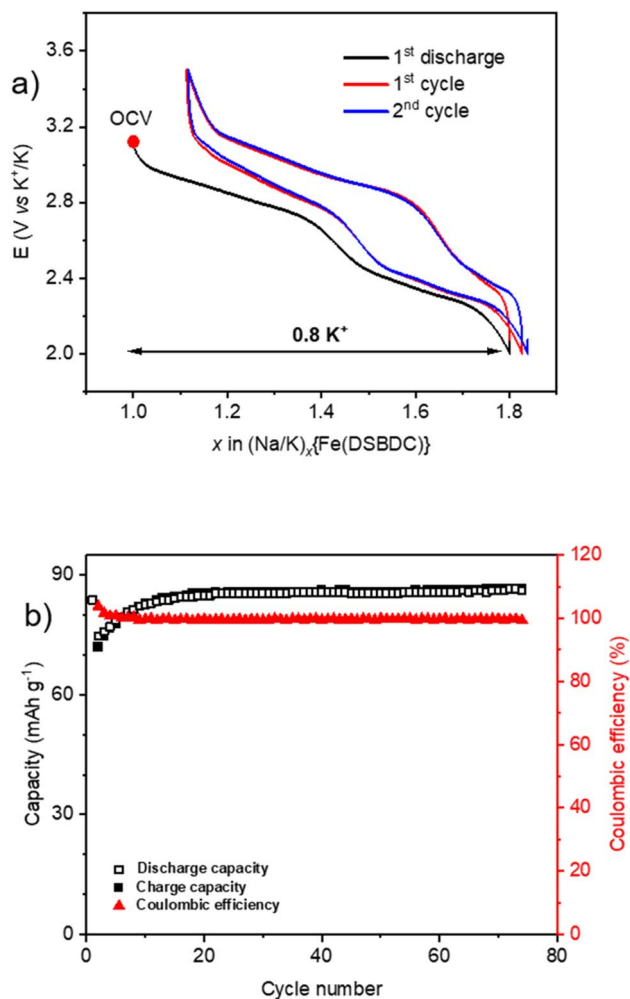 a)
3.6
3.2
2.8
2.4
2.0
E (V vs K⁺/K)
OCV
1ˢᵗ discharge
1ˢᵗ cycle
2ⁿᵈ cycle
0.8 K⁺
1.0 1.2 1.4 1.6 1.8
x in (Na/K)ₓ{Fe(DSBDC)}
b)
90
60
30
0
Capacity (mAh g⁻¹)
120
100
80
60
40
20
0
Coulombic efficiency (%)
Discharge capacity
Charge capacity
Coulombic efficiency
0 20 40 60 80
Cycle number